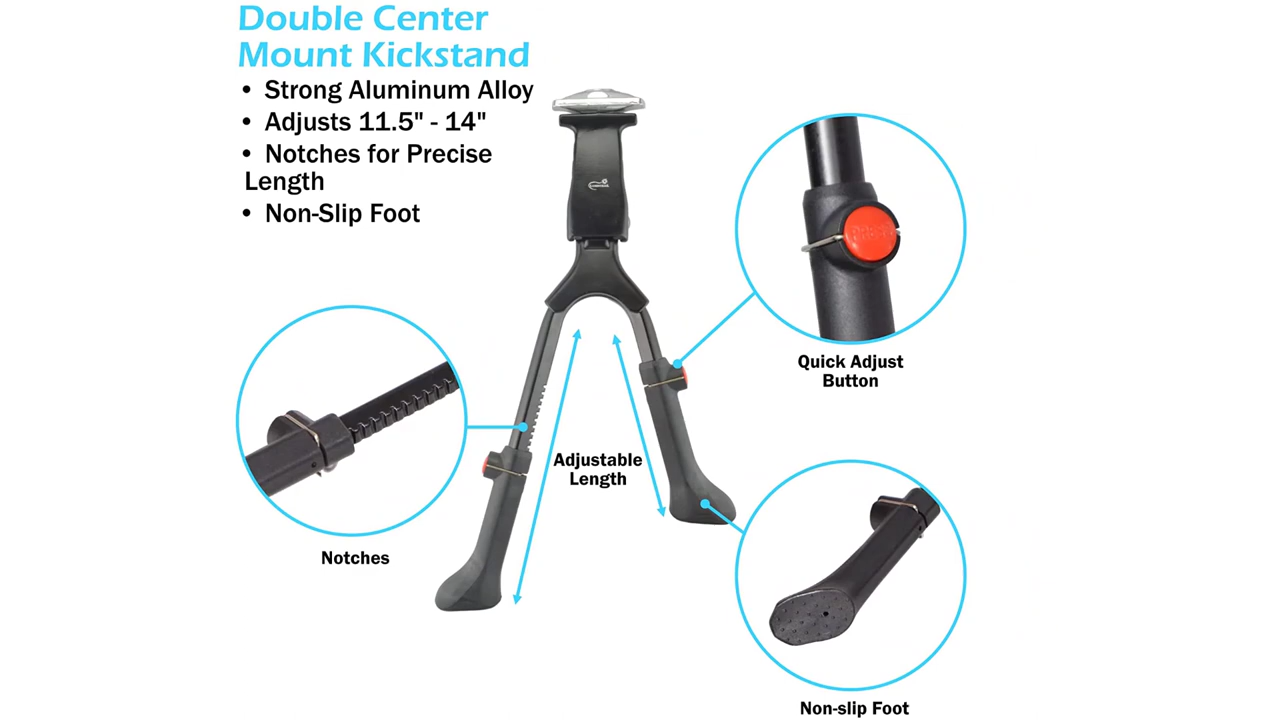 Double Center
Mount Kickstand
• Strong Aluminum Alloy
• Adjusts 11.5" - 14"
• Notches for Precise
Length
• Non-Slip Foot
Quick Adjust
Button
Adjustable
Length
Notches
Non-slip Foot